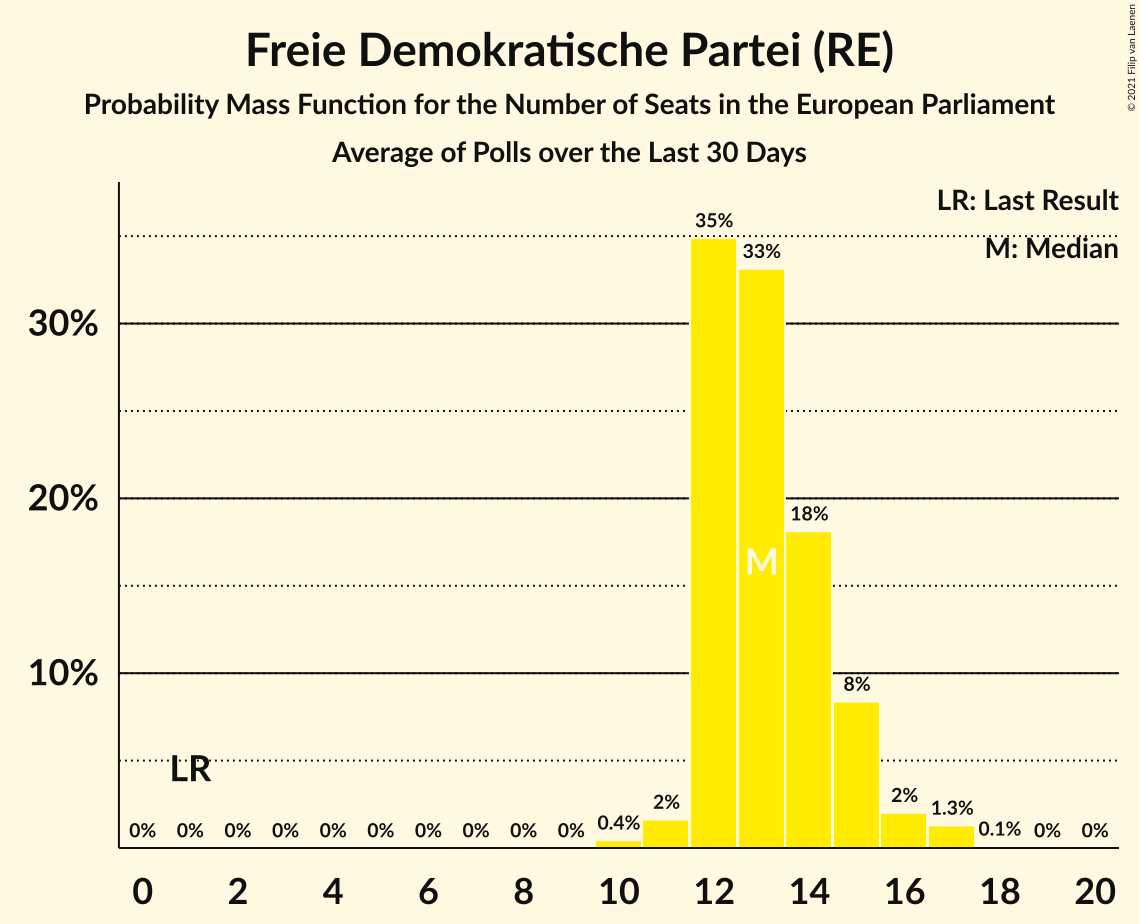 Freie Demokratische Partei (RE)
Probability Mass Function for the Number of Seats in the European Parliament
Average of Polls over the Last 30 Days
© 2021 Filip van Laenen
LR: Last Result
M: Median
35%
33%
30%
20%
18%
M
10%
8%
LR
0% 0% 0% 0% 0% 0% 0% 0% 0% 0% 0.4% 2% 2% 1.3% 0.1% 0% 0%
0 2 4 6 8 10 12 14 16 18 20